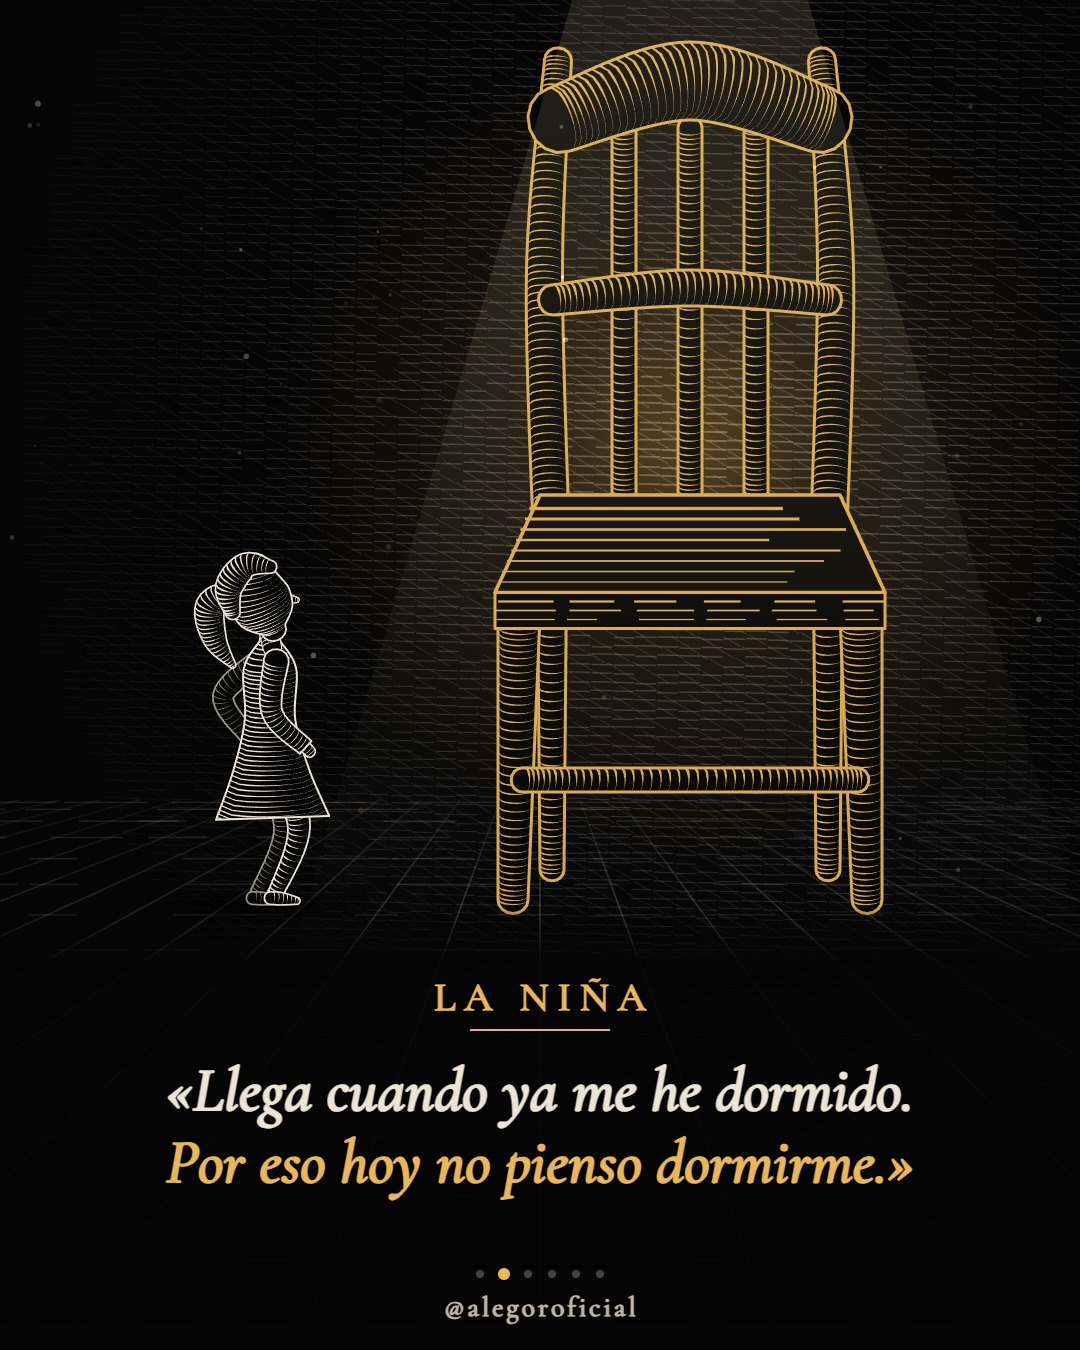 LA NIÑA
«Llega cuando ya me he dormido.
Por eso hoy no pienso dormirme.»
@alegoroficial